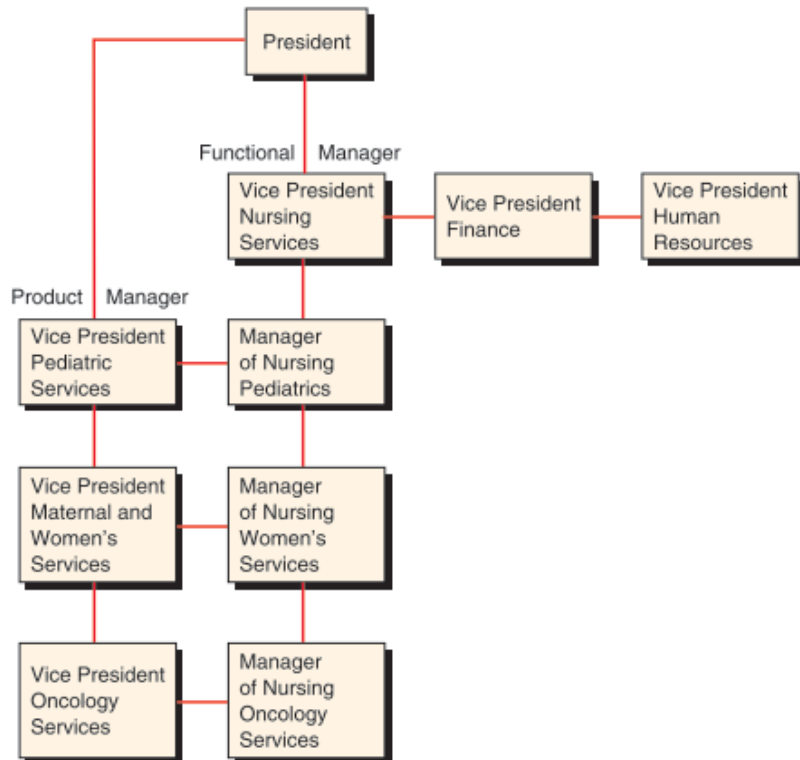 President
Functional Manager
Vice President
Nursing
Services
Vice President
Finance
Vice President
Human
Resources
Product Manager
Vice President
Pediatric
Services
Manager
of Nursing
Pediatrics
Vice President
Maternal and
Women's
Services
Manager
of Nursing
Women's
Services
Vice President
Oncology
Services
Manager
of Nursing
Oncology
Services